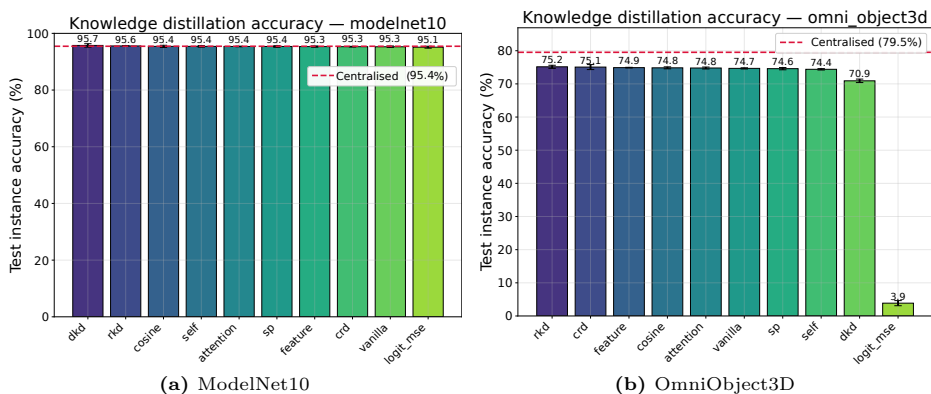 Knowledge distillation accuracy — modelnet10
Test instance accuracy (%)
100
80
60
40
20
0
95.7 95.6 95.4 95.4 95.4 95.4 95.3 95.3 95.3 95.1
Centralised (95.4%)
dkd rkd cosine self attention sp feature crd vanilla logit_mse
(a) ModelNet10
Knowledge distillation accuracy — omni_object3d
Test instance accuracy (%)
80
70
60
50
40
30
20
10
0
Centralised (79.5%)
75.2 75.1 74.9 74.8 74.8 74.7 74.6 74.4 70.9 3.9
rkd crd feature cosine attention vanilla sp self dkd logit_mse
(b) OmniObject3D